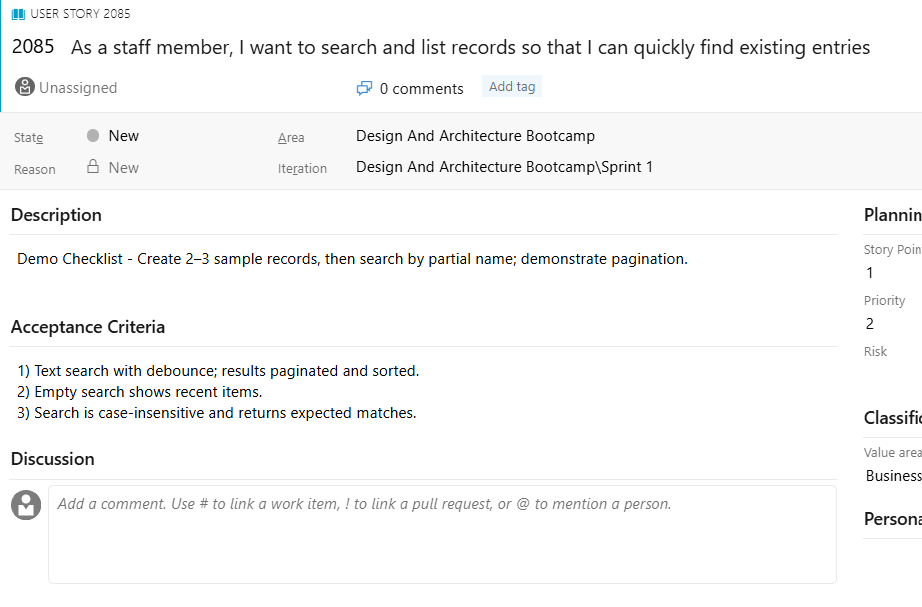 USER STORY 2085
2085 As a staff member, I want to search and list records so that I can quickly find existing entries
Unassigned
0 comments
Add tag
State
New
Area
Design And Architecture Bootcamp
Reason
New
Iteration
Design And Architecture Bootcamp\Sprint 1
Description
Demo Checklist - Create 2–3 sample records, then search by partial name; demonstrate pagination.
Acceptance Criteria
1) Text search with debounce; results paginated and sorted.
2) Empty search shows recent items.
3) Search is case-insensitive and returns expected matches.
Discussion
Add a comment. Use # to link a work item, ! to link a pull request, or @ to mention a person.
Plannin
Story Poin
1
Priority
2
Risk
Classific
Value area
Business
Persona